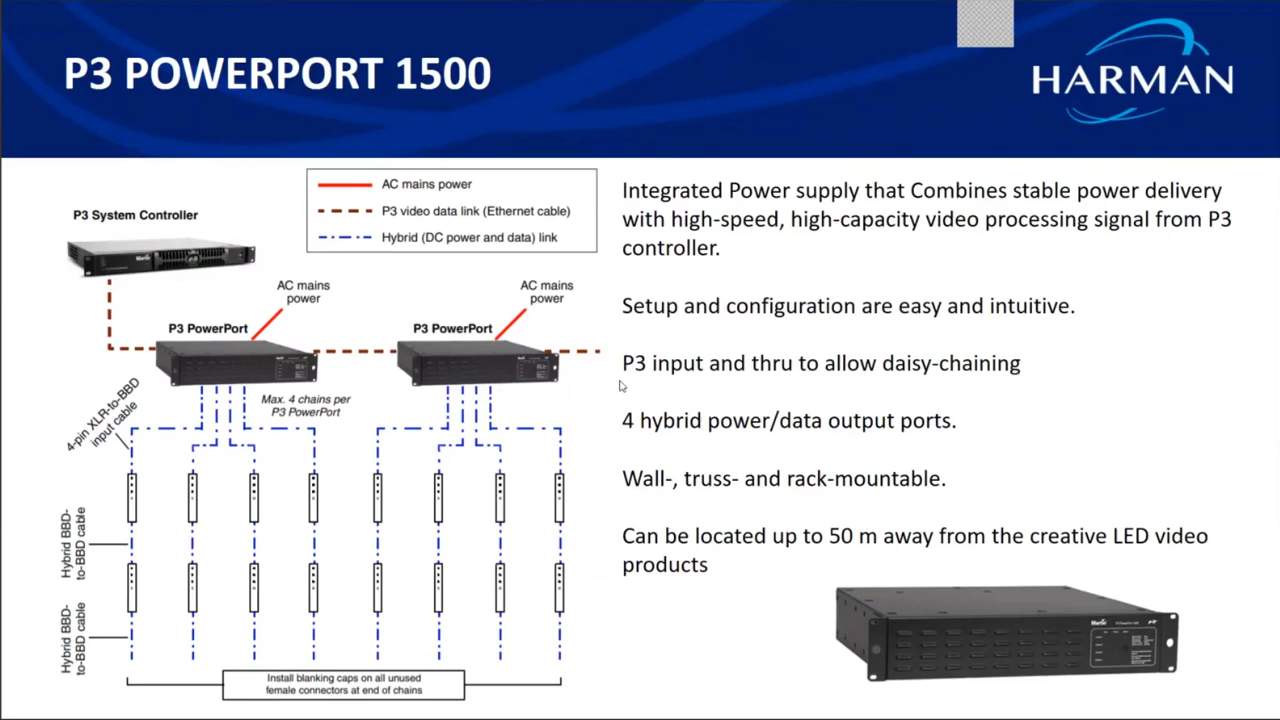 P3 POWERPORT 1500
HARMAN
AC mains power
P3 video data link (Ethernet cable)
Hybrid (DC power and data) link
P3 System Controller
Martin
AC mains
power
AC mains
power
P3 PowerPort
P3 PowerPort
Max. 4 chains per
P3 PowerPort
4-pin XLR-to-BBD
input cable
Hybrid BBD-
to-BBD cable
Hybrid BBD-
to-BBD cable
Install blanking caps on all unused
female connectors at end of chains
Integrated Power supply that Combines stable power delivery
with high-speed, high-capacity video processing signal from P3
controller.
Setup and configuration are easy and intuitive.
P3 input and thru to allow daisy-chaining
4 hybrid power/data output ports.
Wall-, truss- and rack-mountable.
Can be located up to 50 m away from the creative LED video
products
Martin